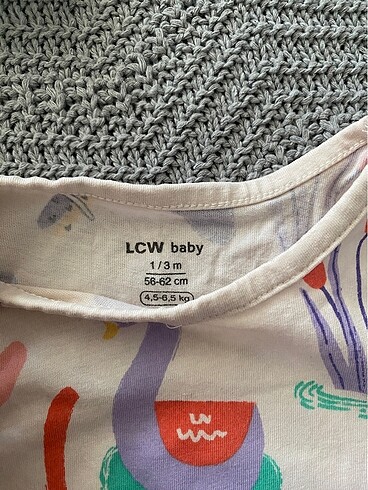 LCW baby
1 / 3 m
56-62 cm
4,5-6,5 kg